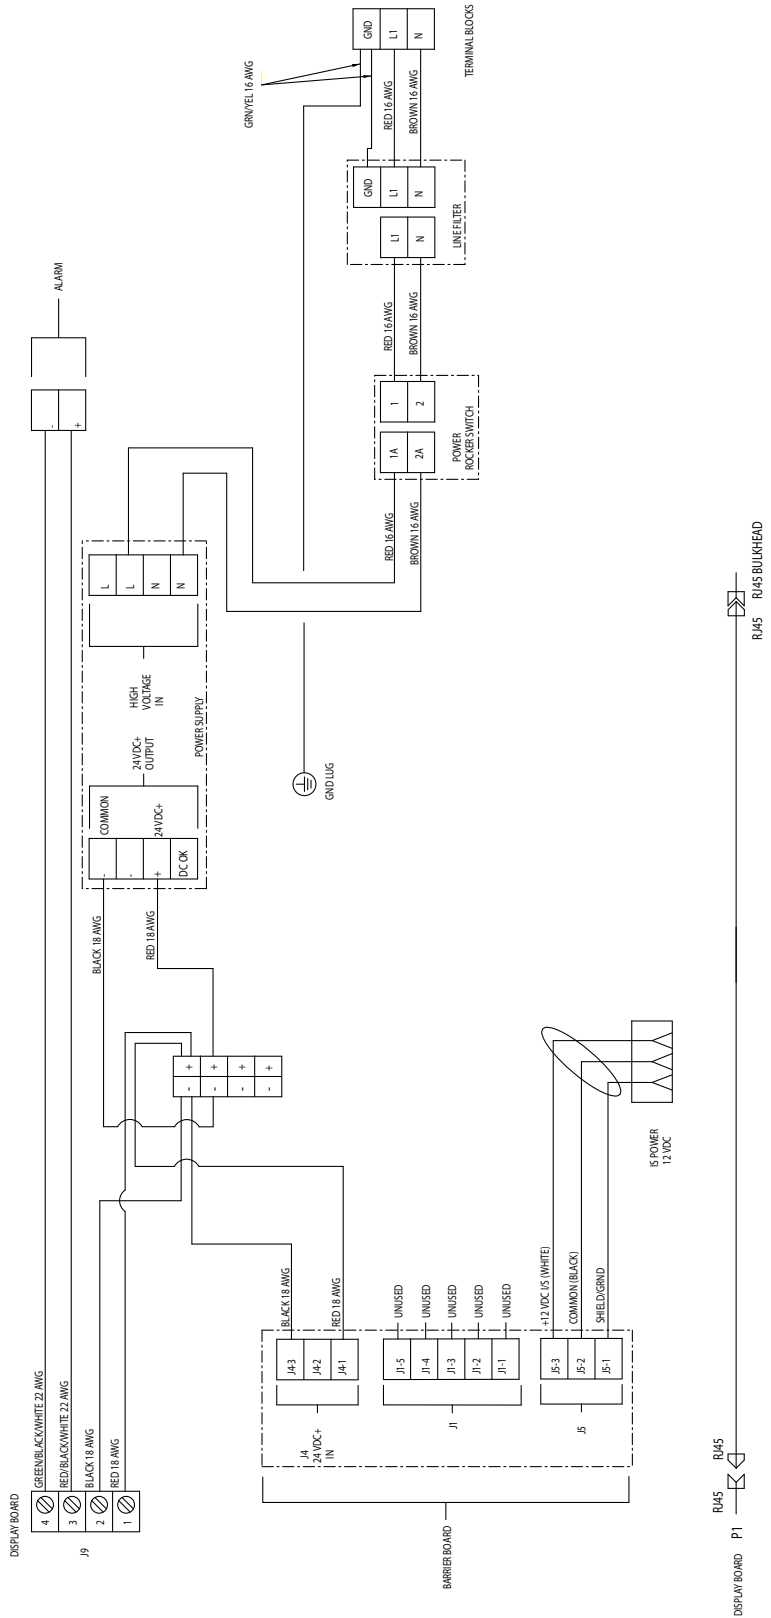 DISPLAY BOARD
J9
4
3
2
1
GREEN/BLACK/WHITE 22 AWG
RED/BLACK/WHITE 22 AWG
BLACK 18 AWG
RED 18 AWG
-
+
ALARM
BLACK 18 AWG
RED 18 AWG
-
-
+
DC OK
COMMON
24 VDC+
24 VDC+
OUTPUT
HIGH
VOLTAGE
IN
L
L
N
N
POWER SUPPLY
- +
- +
- +
- +
GND LUG
GRN/YEL 16 AWG
GND
L1
N
TERMINAL BLOCKS
RED 16 AWG
BROWN 16 AWG
GND
L1
N
L1
N
LINE FILTER
RED 16 AWG
BROWN 16 AWG
1
2
1A
2A
POWER
ROCKER SWITCH
RED 16 AWG
BROWN 16 AWG
BARRIER BOARD
J4
24 VDC+
IN
J4-3
J4-2
J4-1
BLACK 18 AWG
RED 18 AWG
J1
J1-5
J1-4
J1-3
J1-2
J1-1
UNUSED
UNUSED
UNUSED
UNUSED
UNUSED
J5
J5-3
J5-2
J5-1
+12 VDC I/S (WHITE)
COMMON (BLACK)
SHIELD/GRND
IS POWER
12 VDC
DISPLAY BOARD P1
RJ45
RJ45
RJ45
RJ45 BULKHEAD